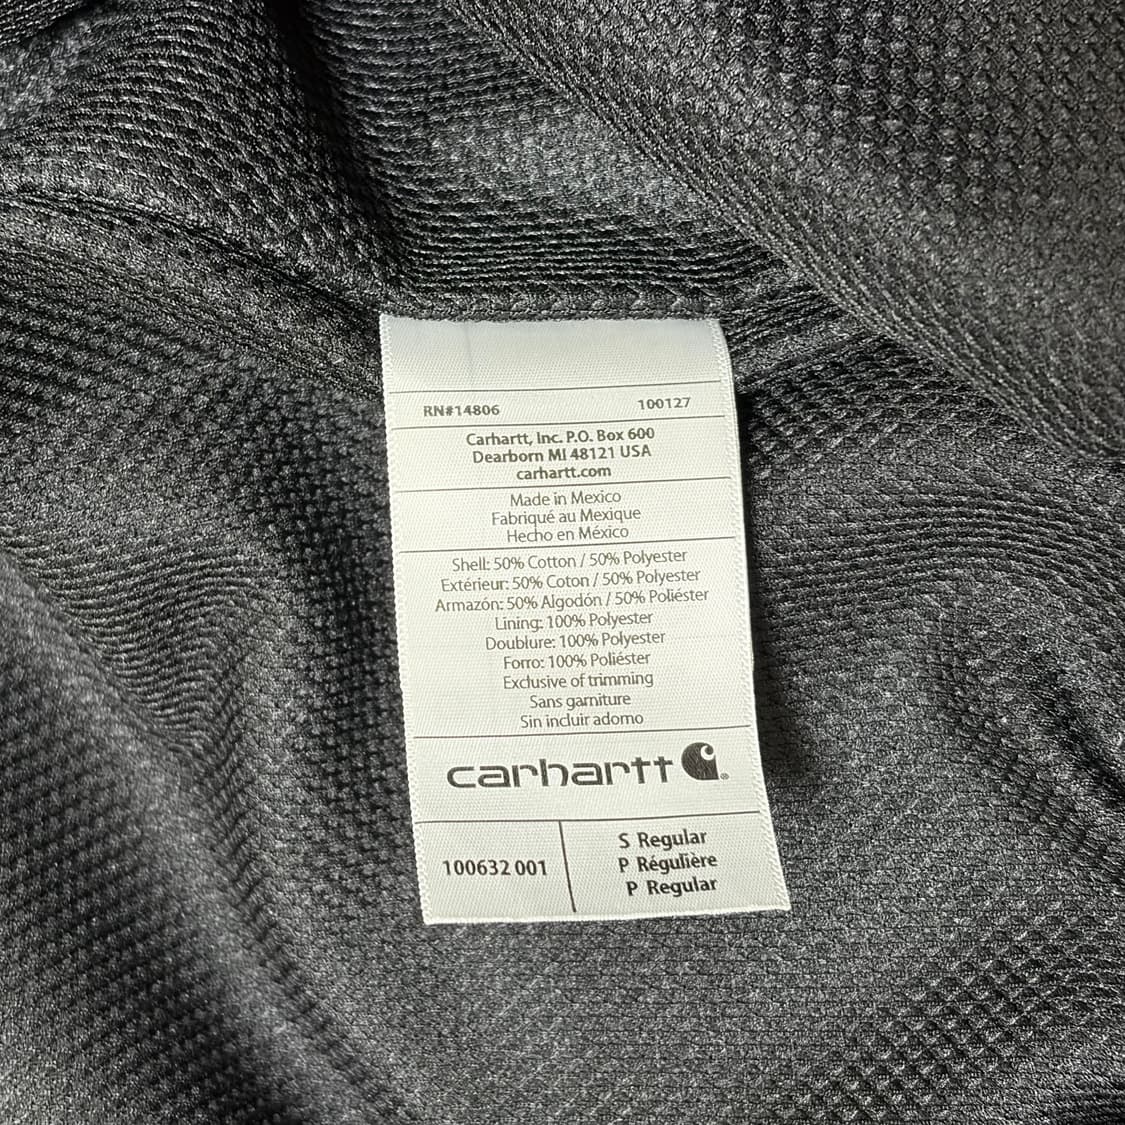 RN#14806 100127
Carhartt, Inc. P.O. Box 600
Dearborn MI 48121 USA
carhartt.com
Made in Mexico
Fabriqué au Mexique
Hecho en México
Shell: 50% Cotton / 50% Polyester
Extérieur: 50% Coton / 50% Polyester
Armazón: 50% Algodón / 50% Poliéster
Lining: 100% Polyester
Doublure: 100% Polyester
Forro: 100% Poliéster
Exclusive of trimming
Sans garniture
Sin incluir adorno
carhartt ®
100632 001
S Regular
P Régulière
P Regular